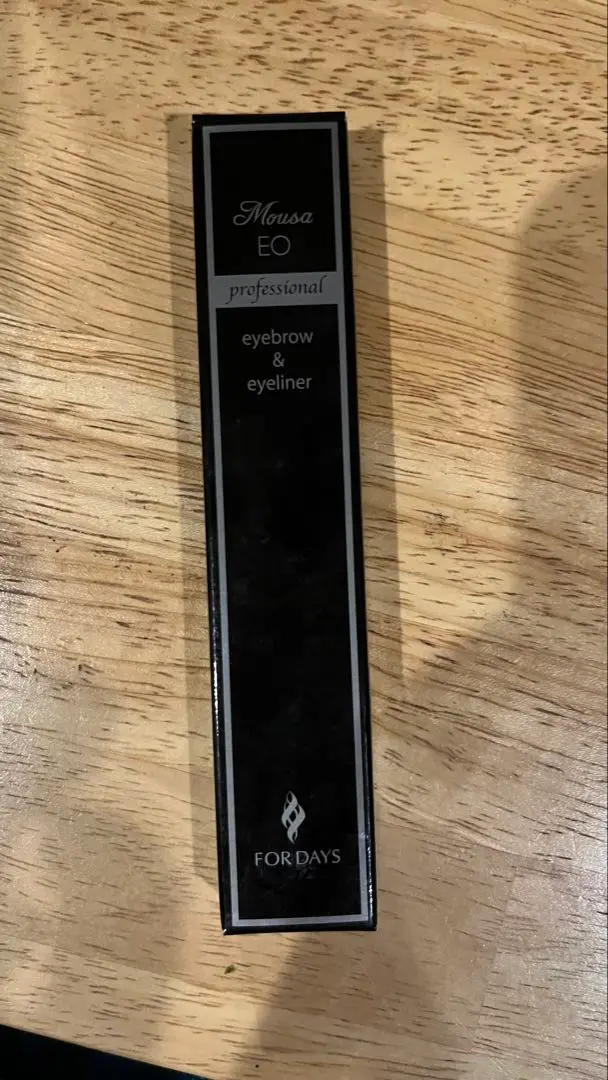 Mousa
EO
professional
eyebrow
&
eyeliner
FORDAYS